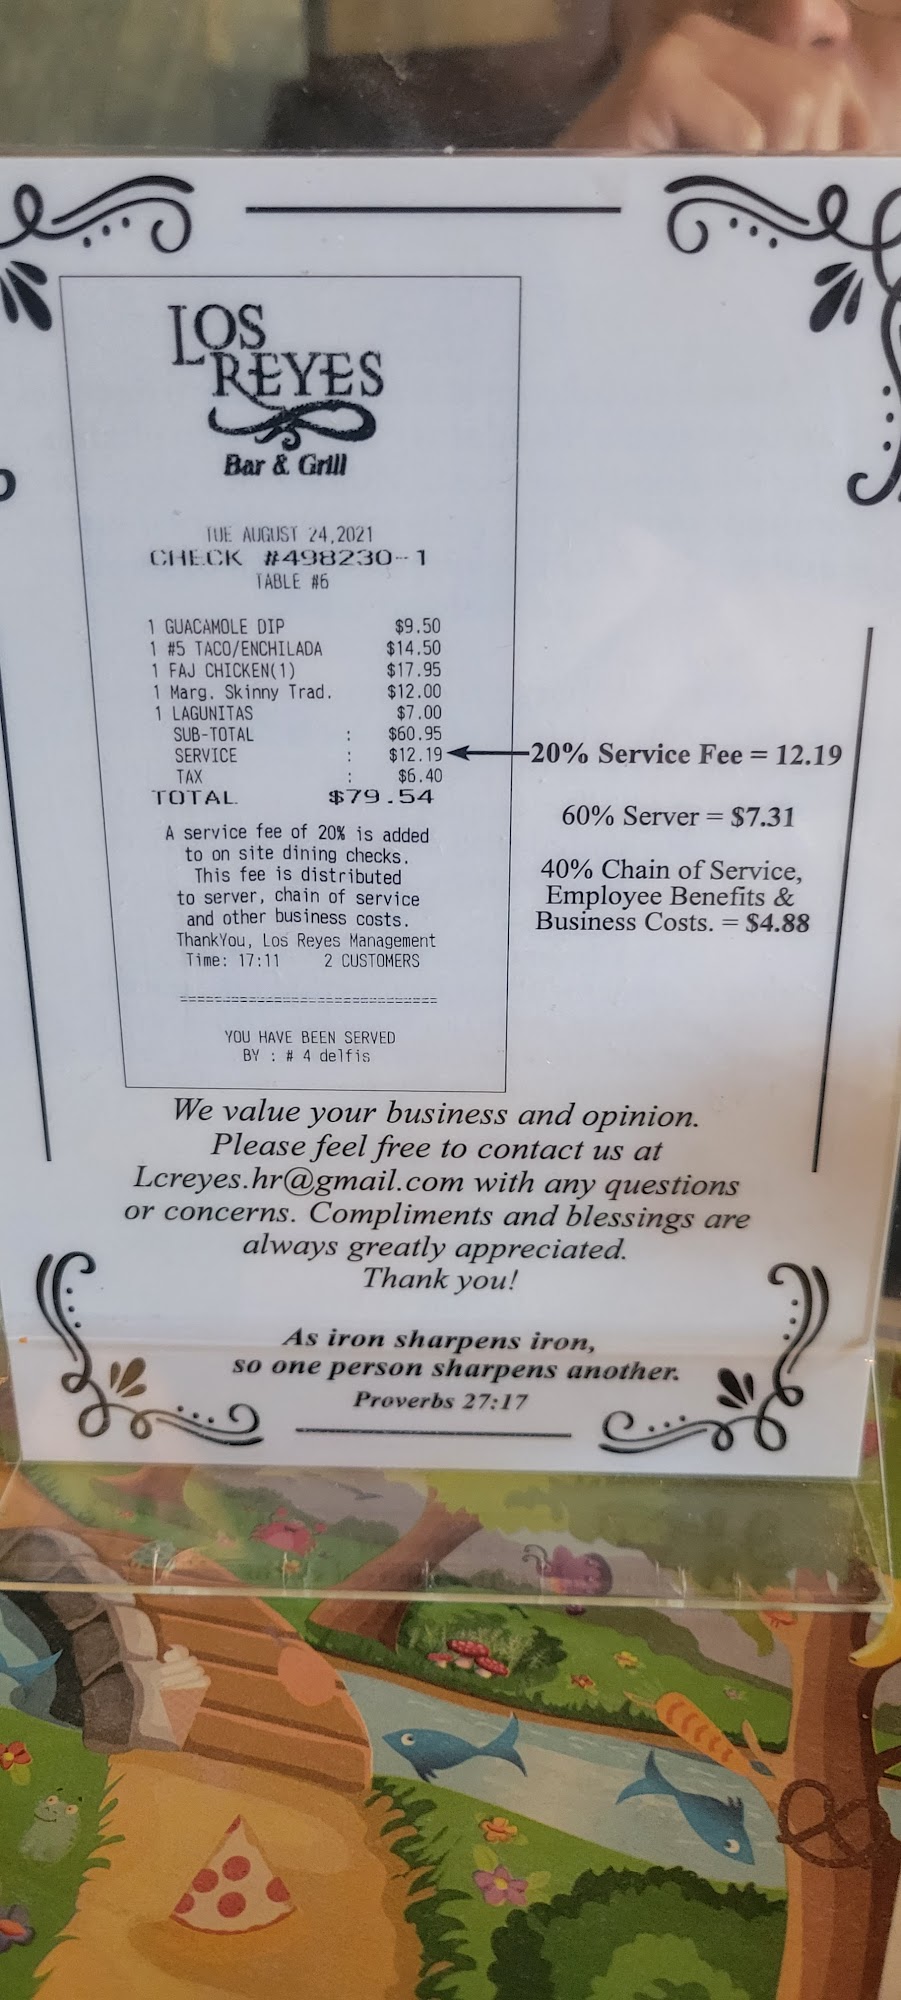 LOS
REYES
Bar & Grill
TUE AUGUST 24,2021
CHECK #498230-1
TABLE #6
1 GUACAMOLE DIP $9.50
1 #5 TACO/ENCHILADA $14.50
1 FAJ CHICKEN(1) $17.95
1 Marg. Skinny Trad. $12.00
1 LAGUNITAS $7.00
SUB-TOTAL : $60.95
SERVICE : $12.19
TAX : $6.40
TOTAL $79.54
A service fee of 20% is added
to on site dining checks.
This fee is distributed
to server, chain of service
and other business costs.
ThankYou, Los Reyes Management
Time: 17:11 2 CUSTOMERS
==============================
YOU HAVE BEEN SERVED
BY : # 4 delfis
20% Service Fee = 12.19
60% Server = $7.31
40% Chain of Service,
Employee Benefits &
Business Costs. = $4.88
We value your business and opinion.
Please feel free to contact us at
Lcreyes.hr@gmail.com with any questions
or concerns. Compliments and blessings are
always greatly appreciated.
Thank you!
As iron sharpens iron,
so one person sharpens another.
Proverbs 27:17